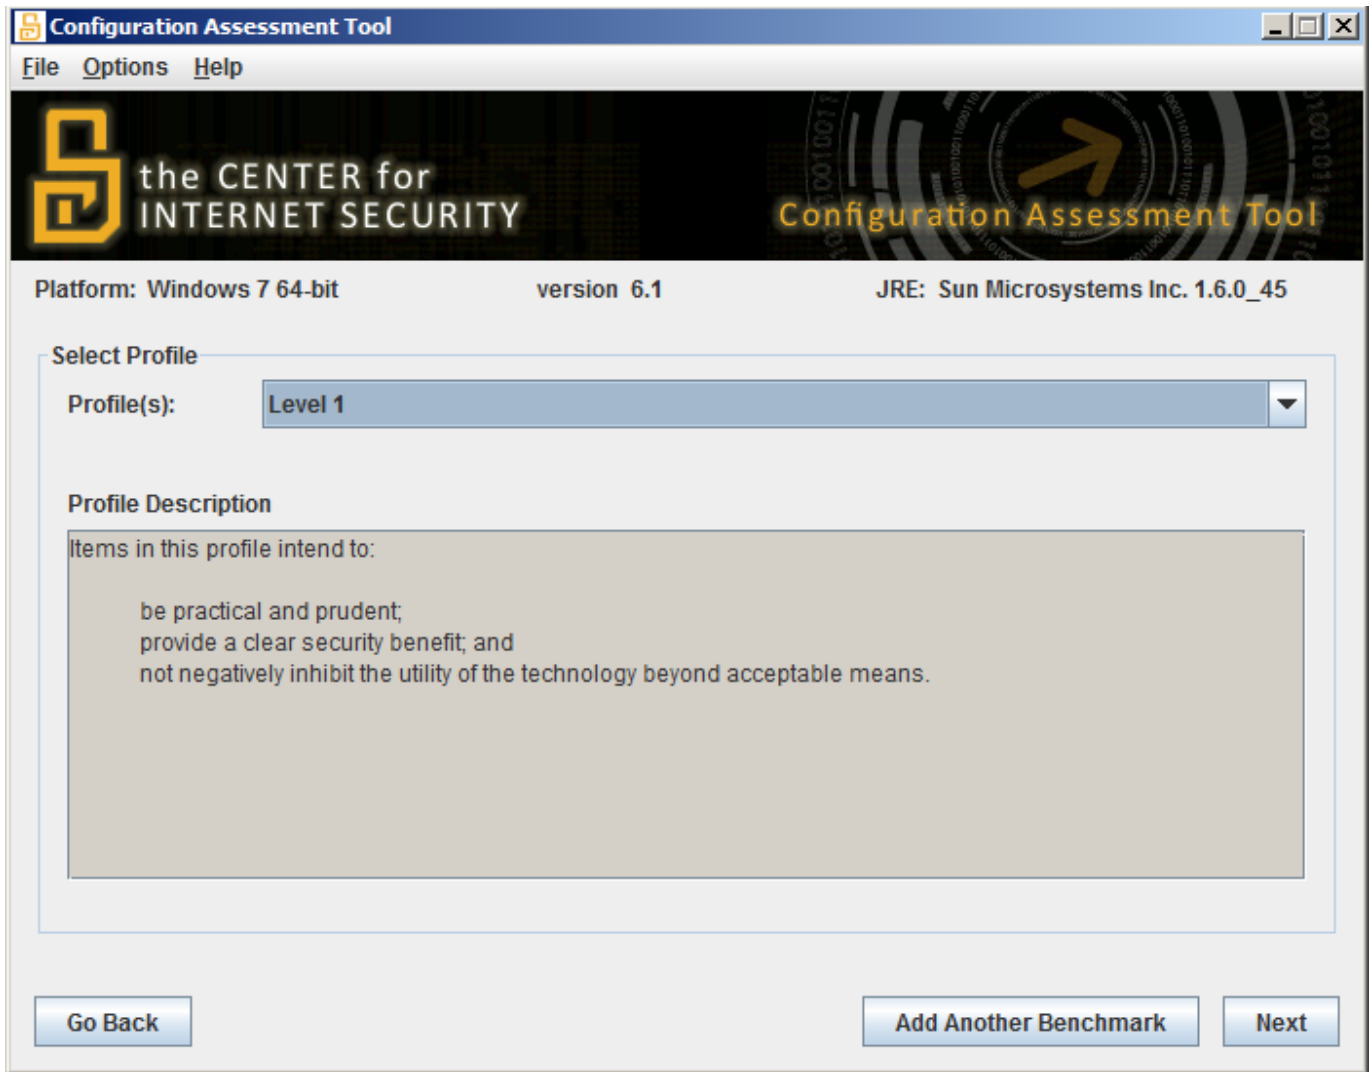 Configuration Assessment Tool
File Options Help
the CENTER for
INTERNET SECURITY
Configuration Assessment Tool
Platform: Windows 7 64-bit version 6.1 JRE: Sun Microsystems Inc. 1.6.0_45
Select Profile
Profile(s): Level 1
Profile Description
Items in this profile intend to:
be practical and prudent;
provide a clear security benefit; and
not negatively inhibit the utility of the technology beyond acceptable means.
Go Back Add Another Benchmark Next